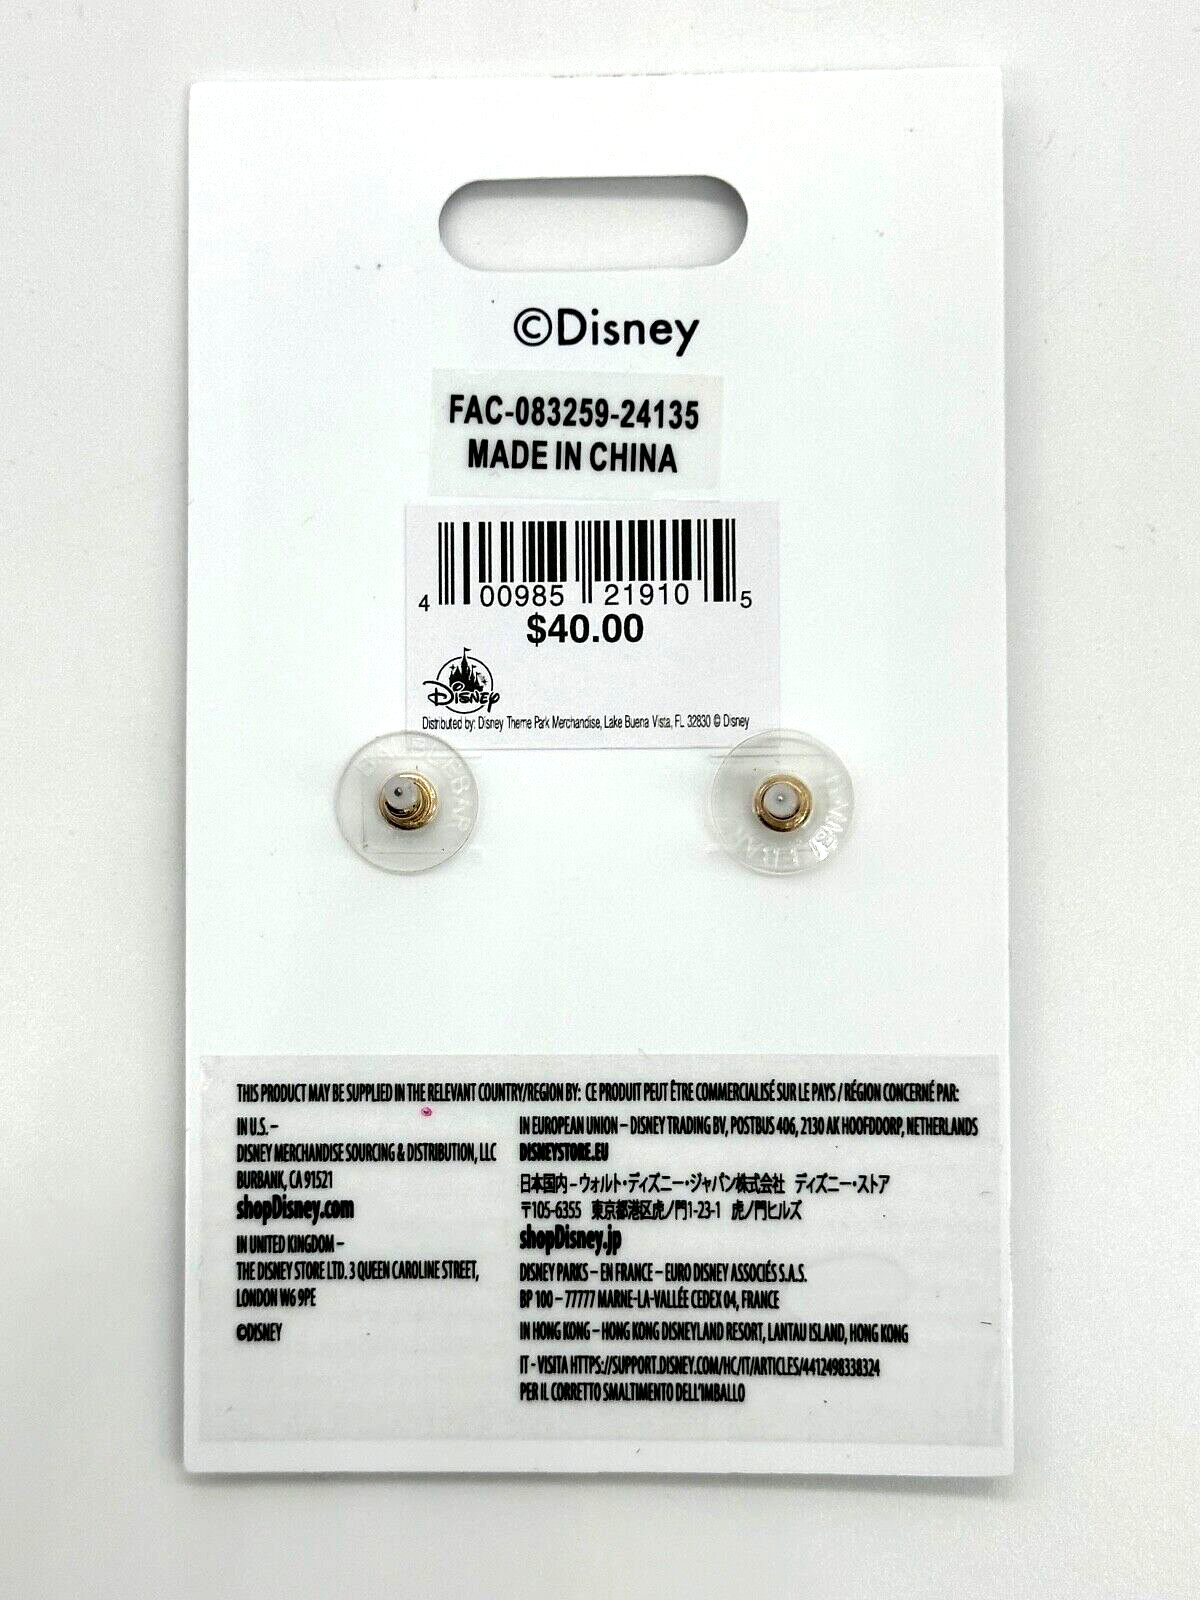 ©Disney
FAC-083259-24135
MADE IN CHINA
4 00985 21910 5
$40.00
Disney
Distributed by: Disney Theme Park Merchandise, Lake Buena Vista, FL 32830 © Disney
BAUBLEBAR
THIS PRODUCT MAY BE SUPPLIED IN THE RELEVANT COUNTRY/REGION BY: CE PRODUIT PEUT ÊTRE COMMERCIALISÉ SUR LE PAYS / RÉGION CONCERNÉ PAR:
IN U.S. –
DISNEY MERCHANDISE SOURCING & DISTRIBUTION, LLC
BURBANK, CA 91521
shopDisney.com
IN UNITED KINGDOM –
THE DISNEY STORE LTD. 3 QUEEN CAROLINE STREET,
LONDON W6 9PE
©DISNEY
IN EUROPEAN UNION – DISNEY TRADING BV, POSTBUS 406, 2130 AK HOOFDDORP, NETHERLANDS
DISNEYSTORE.EU
日本国内 – ウォルト・ディズニー・ジャパン株式会社 ディズニー・ストア
〒105-6355 東京都港区虎ノ門1-23-1 虎ノ門ヒルズ
shopDisney.jp
DISNEY PARKS – EN FRANCE – EURO DISNEY ASSOCIÉS S.A.S.
BP 100 – 77777 MARNE-LA-VALLÉE CEDEX 04, FRANCE
IN HONG KONG – HONG KONG DISNEYLAND RESORT, LANTAU ISLAND, HONG KONG
IT - VISITA HTTPS://SUPPORT.DISNEY.COM/HC/IT/ARTICLES/4412498338324
PER IL CORRETTO SMALTIMENTO DELL'IMBALLO